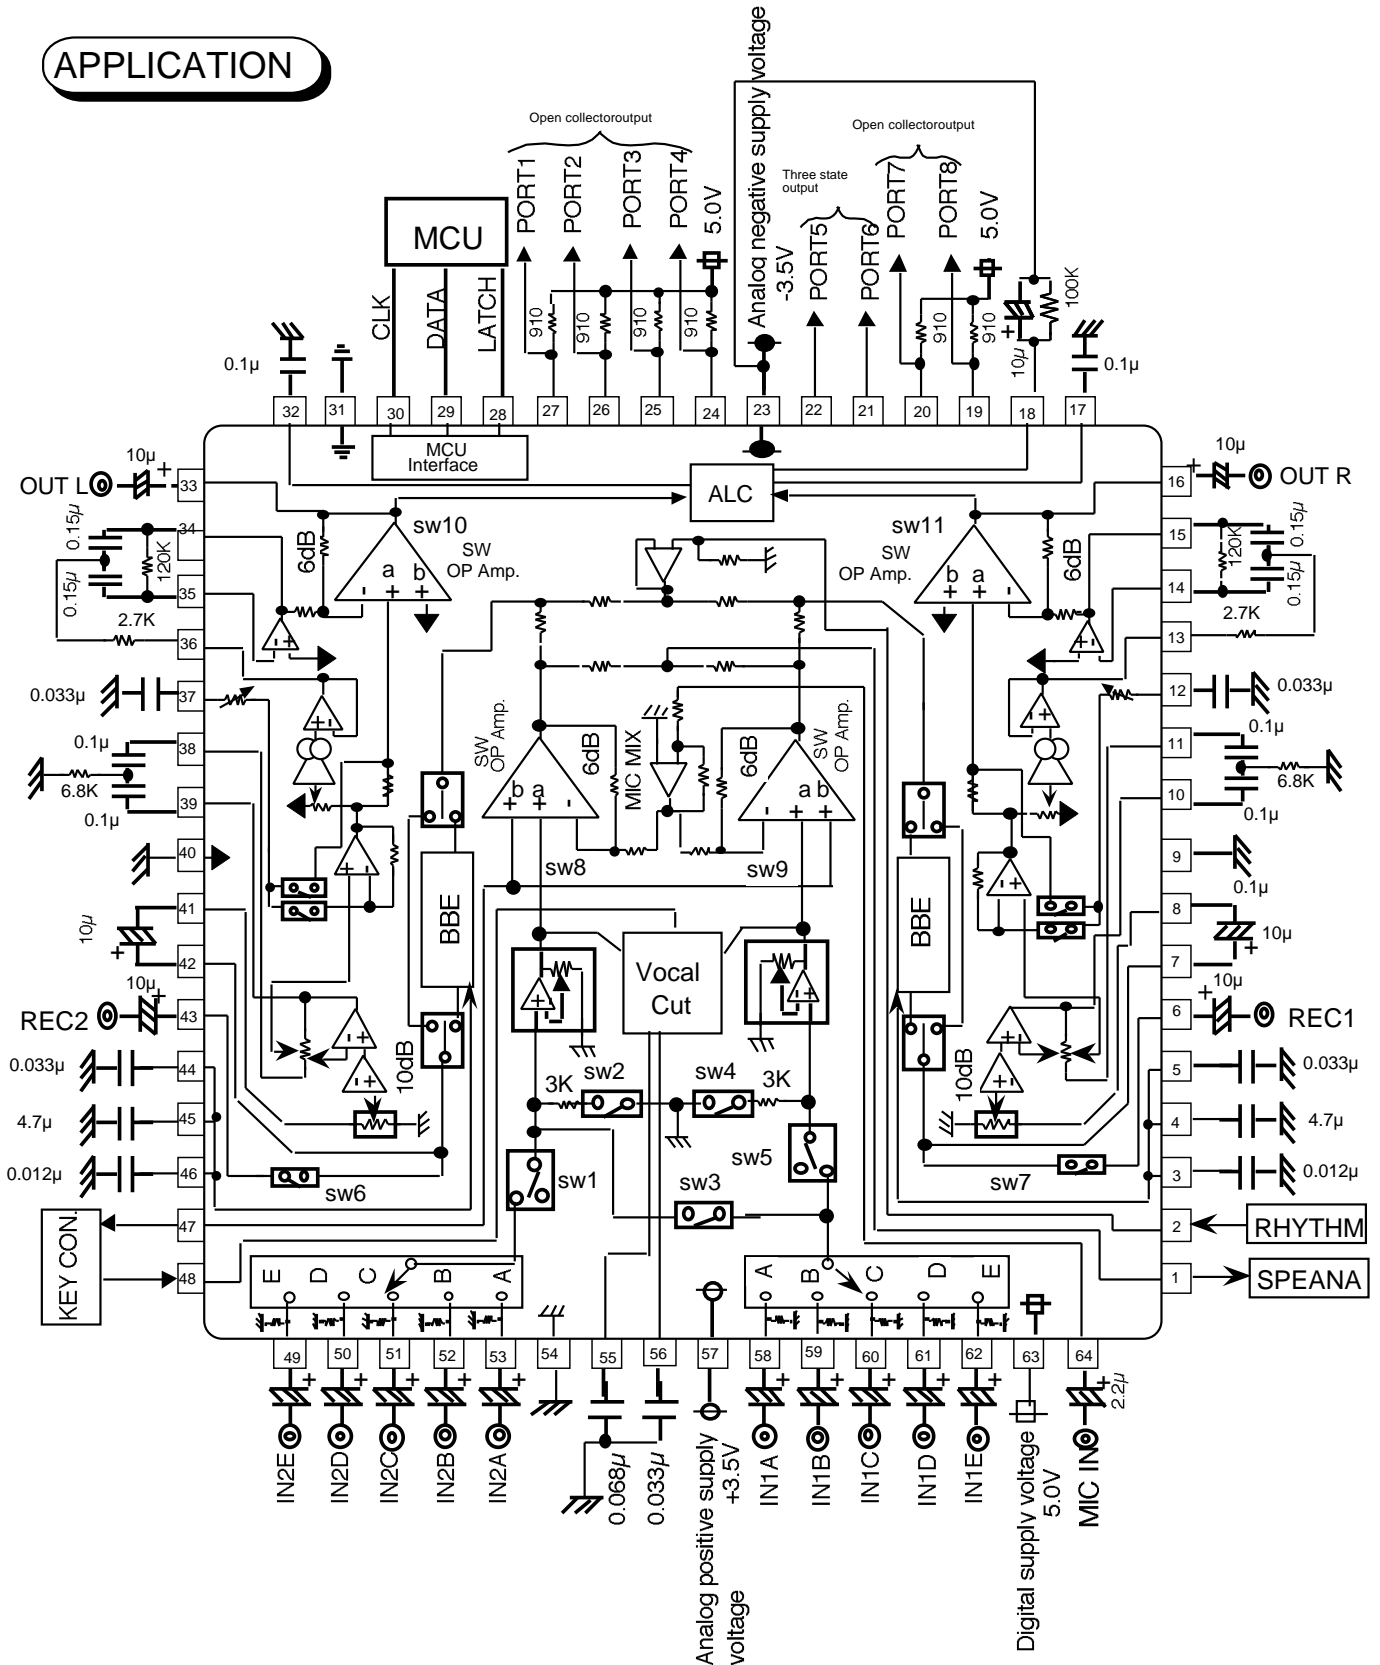 APPLICATION
Open collectoroutput
Open collectoroutput
Three state
output
PORT1
PORT2
PORT3
PORT4
5.0V
Analog negative supply voltage
-3.5V
PORT5
PORT6
PORT7
PORT8
5.0V
MCU
CLK
DATA
LATCH
910
910
910
910
910
910
10µ
+
100K
0.1µ
0.1µ
32
31
30
29
28
27
26
25
24
23
22
21
20
19
18
17
MCU
Interface
ALC
OUT L
10µ
+
33
16
+
10µ
OUT R
sw10
SW
OP Amp.
6dB
a
b
sw11
SW
OP Amp.
b
a
6dB
0.15µ
0.15µ
120K
34
35
2.7K
36
15
14
120K
0.15µ
0.15µ
2.7K
13
0.033µ
37
12
0.033µ
0.1µ
38
6.8K
0.1µ
39
11
0.1µ
10
6.8K
0.1µ
SW
OP Amp.
6dB
MIC MIX
6dB
SW
OP Amp.
b a
a b
sw8
sw9
40
9
0.1µ
41
10µ
+
42
8
10µ
+
7
BBE
BBE
Vocal
Cut
REC2
10µ
+
43
6
+
10µ
REC1
10dB
10dB
0.033µ
44
5
0.033µ
3K
sw2
sw4
3K
4.7µ
45
4
4.7µ
0.012µ
46
3
0.012µ
sw6
sw1
sw3
sw5
sw7
KEY CON.
47
48
2
RHYTHM
1
SPEANA
E
D
C
B
A
A
B
C
D
E
49
50
51
52
53
54
55
56
57
58
59
60
61
62
63
64
+
+
+
+
+
+
+
+
+
+
+
2.2µ
IN2E
IN2D
IN2C
IN2B
IN2A
0.068µ
0.033µ
Analog positive supply
voltage
+3.5V
IN1A
IN1B
IN1C
IN1D
IN1E
Digital supply voltage
5.0V
MIC IN